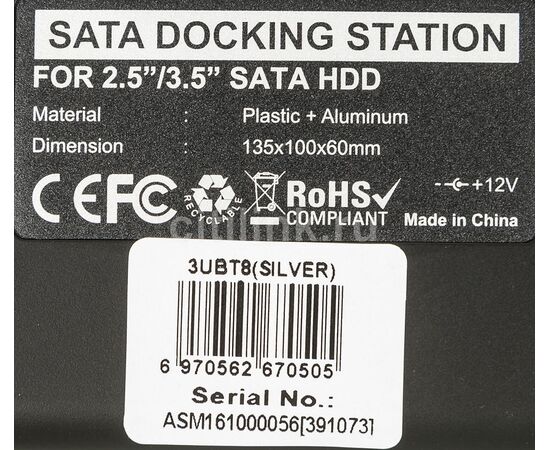 SATA DOCKING STATION
FOR 2.5”/3.5” SATA HDD
Material : Plastic + Aluminum
Dimension : 135x100x60mm
CE FC RECYCLABLE RoHS COMPLIANT +12V
Made in China
3UBT8(SILVER)
6 970562 670505
Serial No.:
ASM161000056[391073]